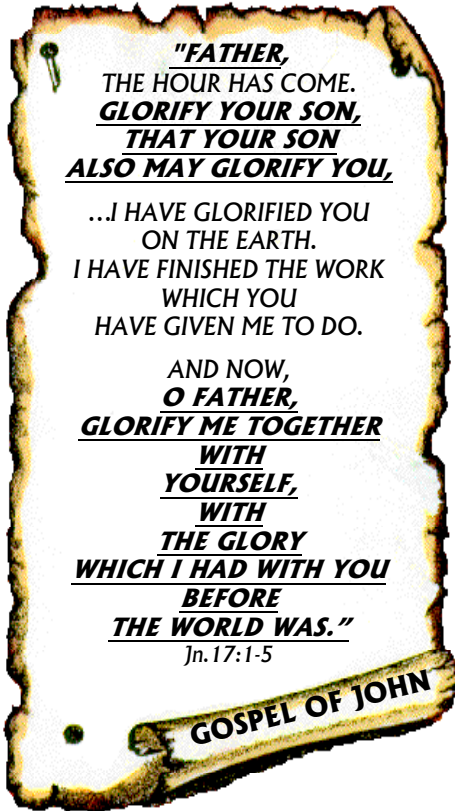 "FATHER,
THE HOUR HAS COME.
GLORIFY YOUR SON,
THAT YOUR SON
ALSO MAY GLORIFY YOU,
...I HAVE GLORIFIED YOU
ON THE EARTH.
I HAVE FINISHED THE WORK
WHICH YOU
HAVE GIVEN ME TO DO.
AND NOW,
O FATHER,
GLORIFY ME TOGETHER
WITH
YOURSELF,
WITH
THE GLORY
WHICH I HAD WITH YOU
BEFORE
THE WORLD WAS.”
Jn.17:1-5
GOSPEL OF JOHN